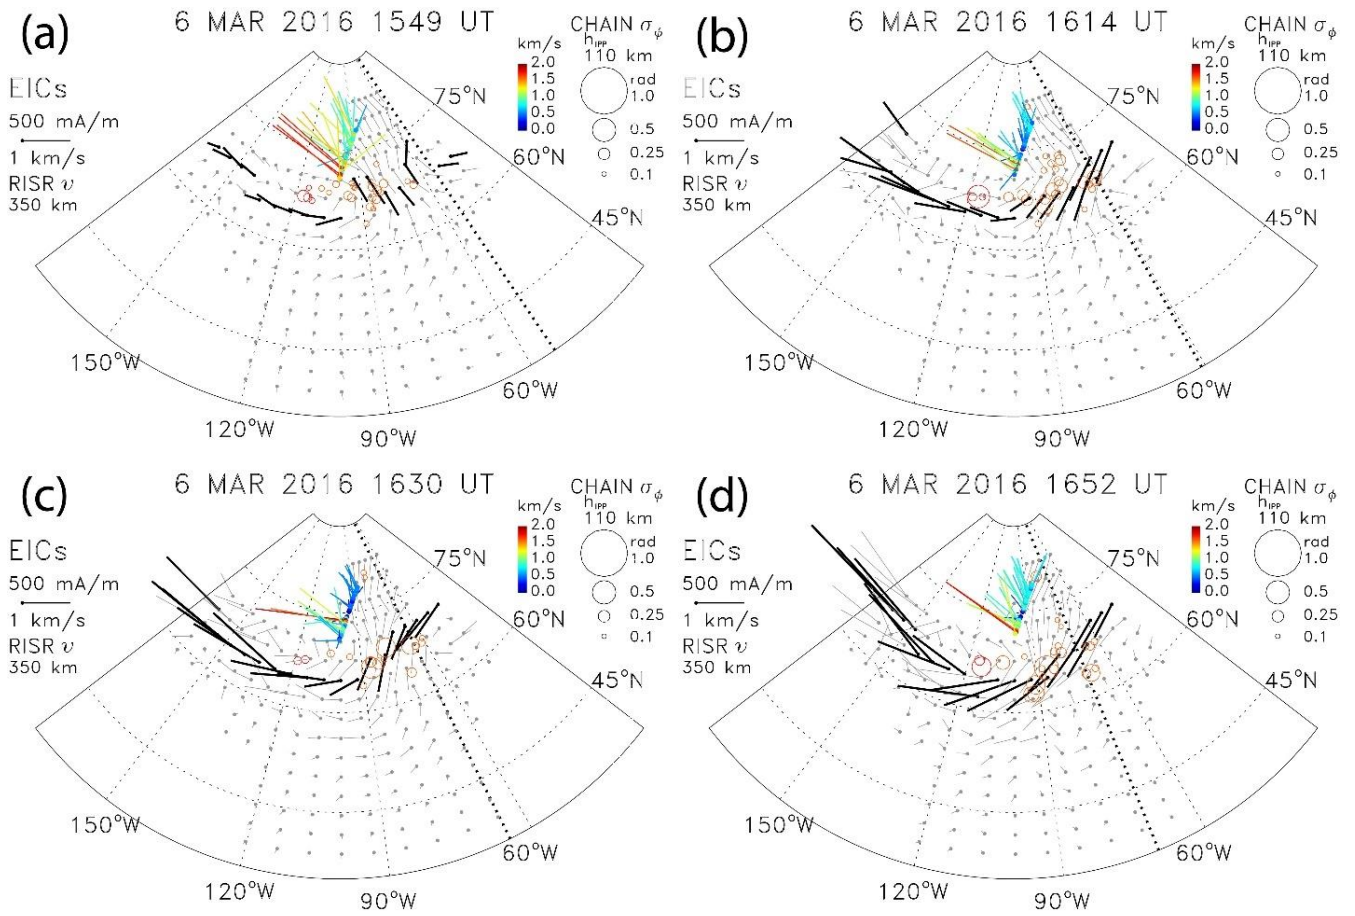 (a)
6 MAR 2016 1549 UT
CHAIN σφ
hIPP
110 km
km/s
2.0
1.5
1.0
0.5
0.0
rad
1.0
0.5
0.25
0.1
EICs
500 mA/m
1 km/s
RISR v
350 km
75°N
60°N
45°N
150°W
120°W
90°W
60°W
(b)
6 MAR 2016 1614 UT
CHAIN σφ
hIPP
110 km
km/s
2.0
1.5
1.0
0.5
0.0
rad
1.0
0.5
0.25
0.1
EICs
500 mA/m
1 km/s
RISR v
350 km
75°N
60°N
45°N
150°W
120°W
90°W
60°W
(c)
6 MAR 2016 1630 UT
CHAIN σφ
hIPP
110 km
km/s
2.0
1.5
1.0
0.5
0.0
rad
1.0
0.5
0.25
0.1
EICs
500 mA/m
1 km/s
RISR v
350 km
75°N
60°N
45°N
150°W
120°W
90°W
60°W
(d)
6 MAR 2016 1652 UT
CHAIN σφ
hIPP
110 km
km/s
2.0
1.5
1.0
0.5
0.0
rad
1.0
0.5
0.25
0.1
EICs
500 mA/m
1 km/s
RISR v
350 km
75°N
60°N
45°N
150°W
120°W
90°W
60°W